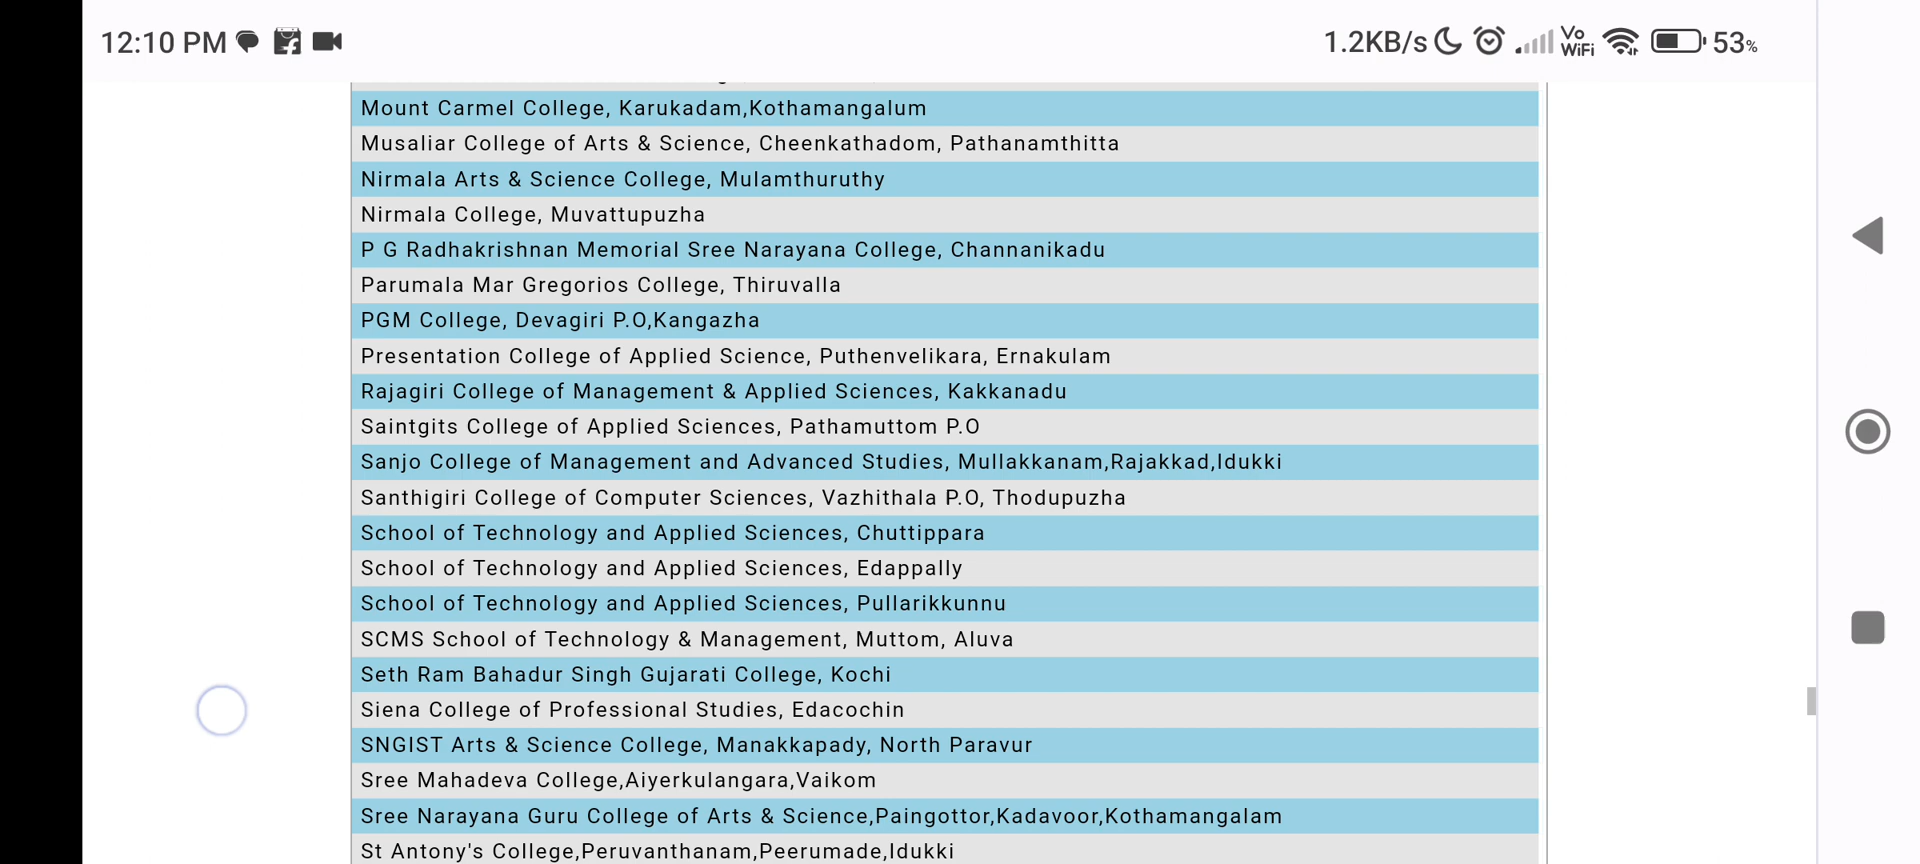 12:10 PM 1.2KB/s Vo WiFi 53%
Mount Carmel College, Karukadam,Kothamangalum
Musaliar College of Arts & Science, Cheenkathadom, Pathanamthitta
Nirmala Arts & Science College, Mulamthuruthy
Nirmala College, Muvattupuzha
P G Radhakrishnan Memorial Sree Narayana College, Channanikadu
Parumala Mar Gregorios College, Thiruvalla
PGM College, Devagiri P.O,Kangazha
Presentation College of Applied Science, Puthenvelikara, Ernakulam
Rajagiri College of Management & Applied Sciences, Kakkanadu
Saintgits College of Applied Sciences, Pathamuttom P.O
Sanjo College of Management and Advanced Studies, Mullakkanam,Rajakkad,Idukki
Santhigiri College of Computer Sciences, Vazhithala P.O, Thodupuzha
School of Technology and Applied Sciences, Chuttippara
School of Technology and Applied Sciences, Edappally
School of Technology and Applied Sciences, Pullarikkunnu
SCMS School of Technology & Management, Muttom, Aluva
Seth Ram Bahadur Singh Gujarati College, Kochi
Siena College of Professional Studies, Edacochin
SNGIST Arts & Science College, Manakkapady, North Paravur
Sree Mahadeva College,Aiyerkulangara,Vaikom
Sree Narayana Guru College of Arts & Science,Paingottor,Kadavoor,Kothamangalam
St Antony's College,Peruvanthanam,Peerumade,Idukki